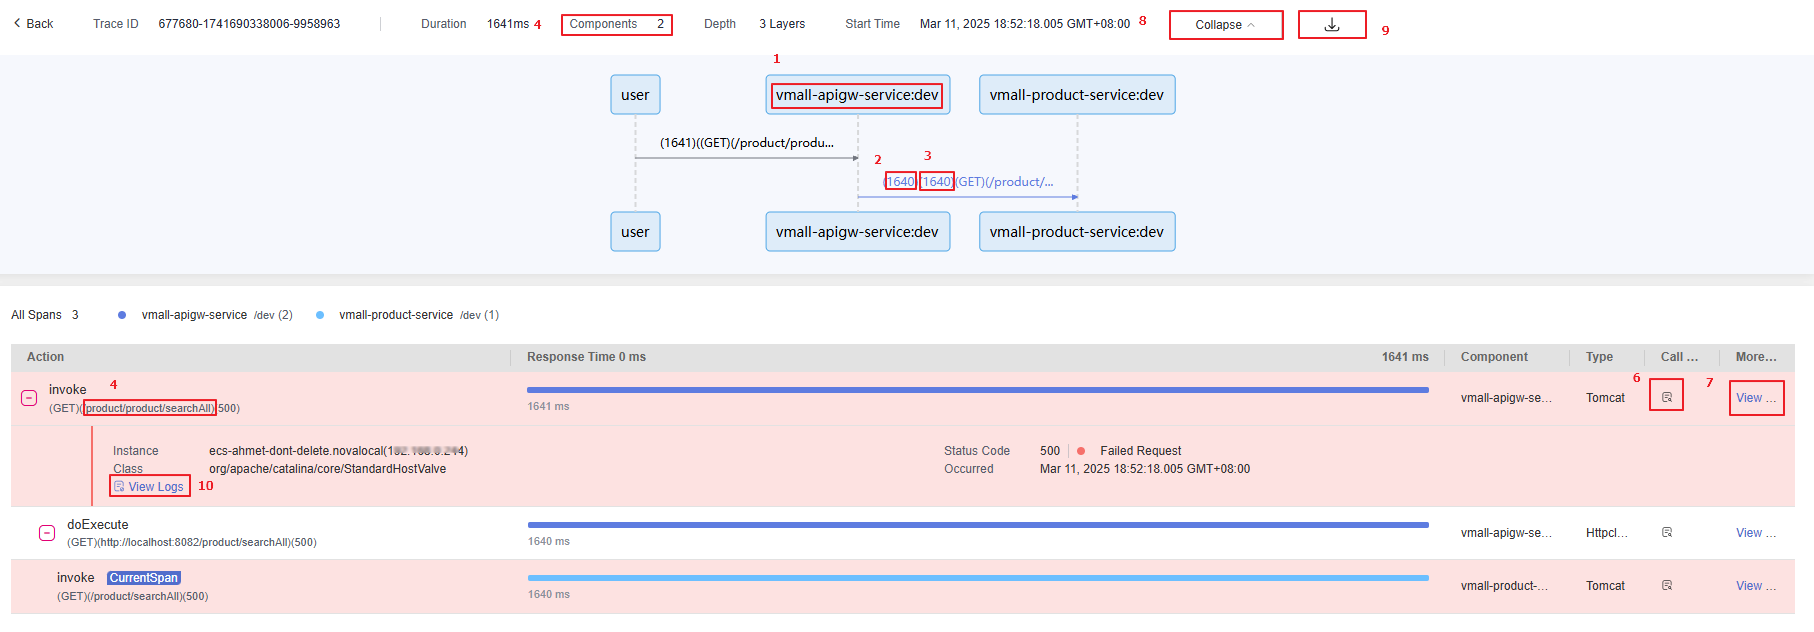 Back Trace ID 677680-1741690338006-9958963 Duration 1641ms 4 Components 2 Depth 3 Layers Start Time Mar 11, 2025 18:52:18.005 GMT+08:00 8 Collapse 9
1
user vmall-apigw-service:dev vmall-product-service:dev
(1641)((GET)(/product/produ...
2 3
(1640)(1640)(GET)(/product/...
user vmall-apigw-service:dev vmall-product-service:dev
All Spans 3 vmall-apigw-service /dev (2) vmall-product-service /dev (1)
Action Response Time 0 ms 1641 ms Component Type Call ... More...
invoke 4
(GET)(/product/product/searchAll)(500)
1641 ms vmall-apigw-se... Tomcat 6 7 View ...
Instance ecs-ahmet-dont-delete.novalocal( 4) Status Code 500 Failed Request
Class org/apache/catalina/core/StandardHostValve Occurred Mar 11, 2025 18:52:18.005 GMT+08:00
View Logs 10
doExecute
(GET)(http://localhost:8082/product/searchAll)(500)
1640 ms vmall-apigw-se... Httpcl... View ...
invoke CurrentSpan
(GET)(/product/searchAll)(500)
1640 ms vmall-product-... Tomcat View ...